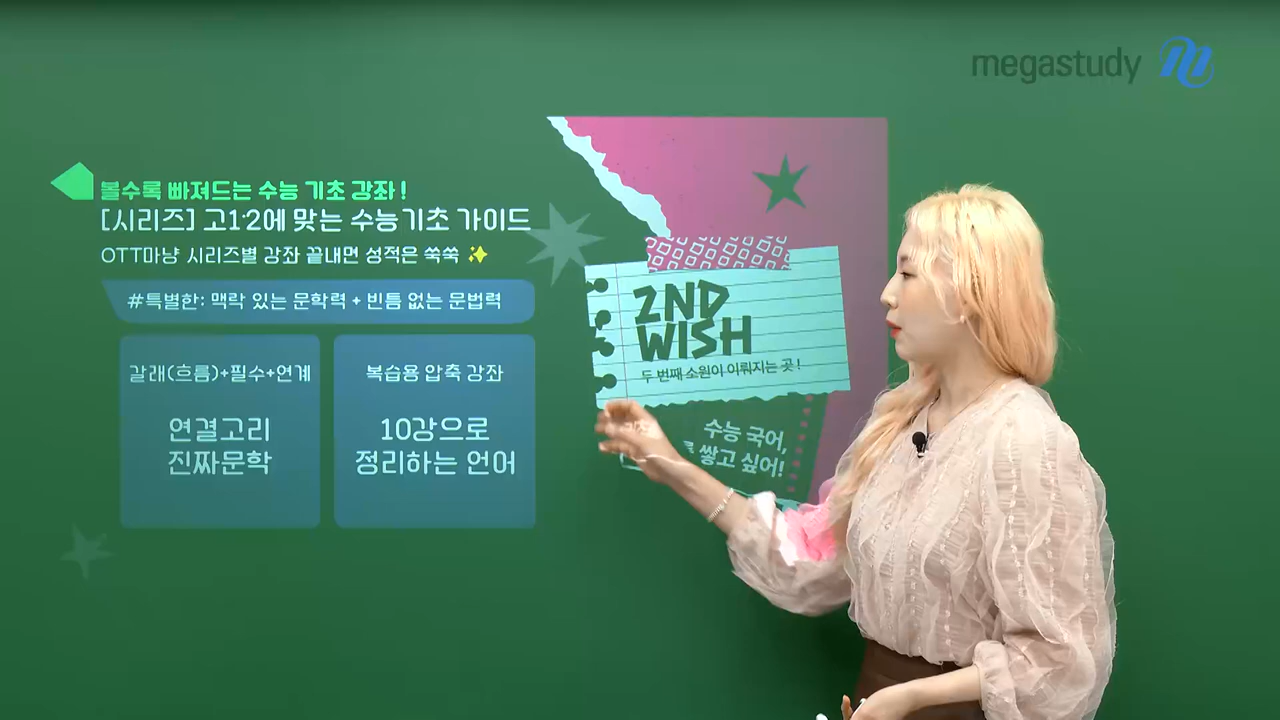 megastudy
볼수록 빠져드는 수능 기초 강좌 !
[시리즈] 고1·2에 맞는 수능기초 가이드
OTT마냥 시리즈별 강좌 끝내면 성적은 쑥쑥 ✨
#특별한: 맥락 있는 문학력 + 빈틈 없는 문법력
갈래(흐름)+필수+연계
연결고리
진짜문학
복습용 압축 강좌
10강으로
정리하는 언어
2ND
WISH
두 번째 소원이 이뤄지는 곳 !
수능 국어,
쌓고 싶어!